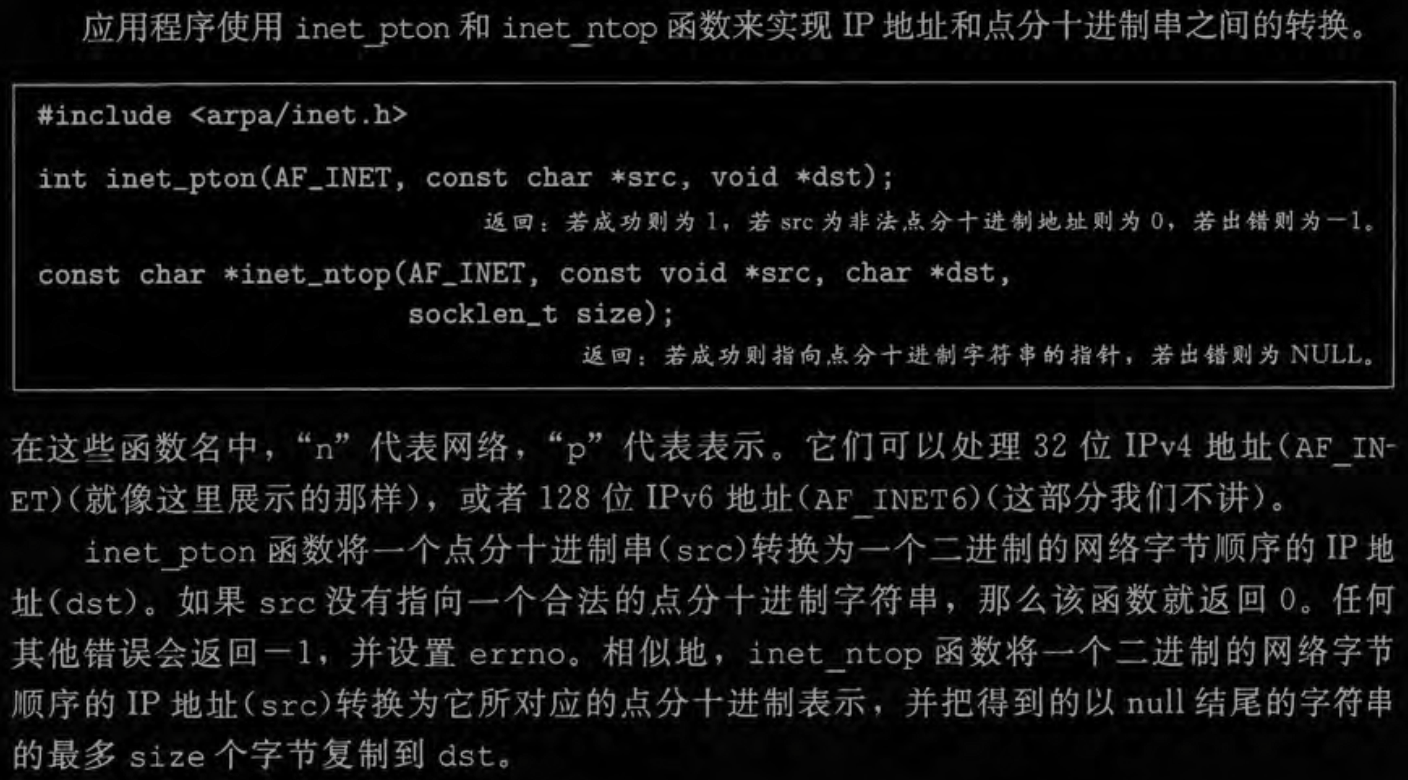 应用程序使用 inet_pton 和 inet_ntop 函数来实现 IP 地址和点分十进制串之间的转换。
#include <arpa/inet.h>
int inet_pton(AF_INET, const char *src, void *dst);
返回：若成功则为 1，若 src 为非法点分十进制地址则为 0，若出错则为－1。
const char *inet_ntop(AF_INET, const void *src, char *dst,
socklen_t size);
返回：若成功则指向点分十进制字符串的指针，若出错则为 NULL。
在这些函数名中，“n”代表网络，“p”代表表示。它们可以处理 32 位 IPv4 地址(AF_IN-
ET)(就像这里展示的那样)，或者 128 位 IPv6 地址(AF_INET6)(这部分我们不讲)。
inet_pton 函数将一个点分十进制串(src)转换为一个二进制的网络字节顺序的 IP 地
址(dst)。如果 src 没有指向一个合法的点分十进制字符串，那么该函数就返回 0。任何
其他错误会返回－1，并设置 errno。相似地，inet_ntop 函数将一个二进制的网络字节
顺序的 IP 地址(src)转换为它所对应的点分十进制表示，并把得到的以 null 结尾的字符串
的最多 size 个字节复制到 dst。